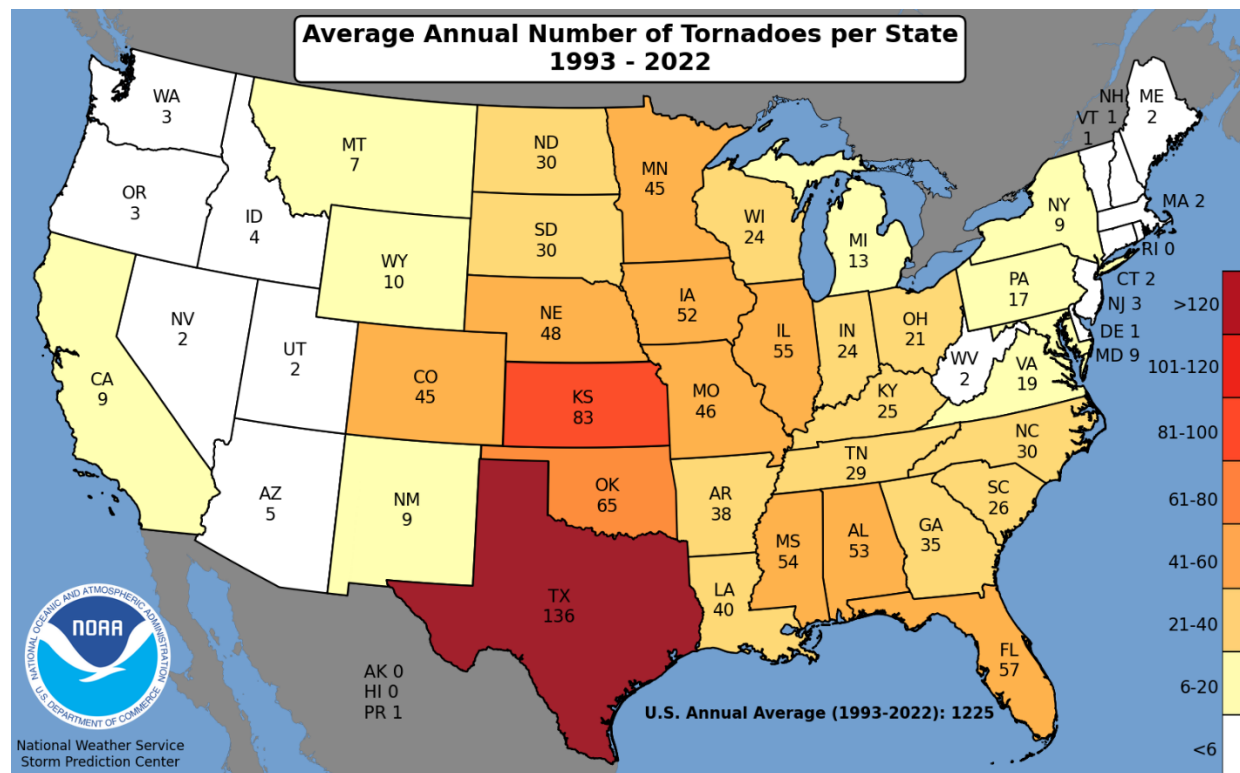 Average Annual Number of Tornadoes per State
1993 - 2022
WA
3
OR
3
ID
4
MT
7
WY
10
CA
9
NV
2
UT
2
AZ
5
CO
45
NM
9
ND
30
SD
30
NE
48
KS
83
OK
65
TX
136
MN
45
IA
52
MO
46
AR
38
LA
40
WI
24
IL
55
MI
13
IN
24
OH
21
KY
25
TN
29
MS
54
AL
53
GA
35
FL
57
SC
26
NC
30
VA
19
WV
2
PA
17
NY
9
VT
1
NH
1
ME
2
MA 2
RI 0
CT 2
NJ 3
DE 1
MD 9
>120
101-120
81-100
61-80
41-60
21-40
6-20
<6
AK 0
HI 0
PR 1
U.S. Annual Average (1993-2022): 1225
NATIONAL OCEANIC AND ATMOSPHERIC ADMINISTRATION
NOAA
U.S. DEPARTMENT OF COMMERCE
National Weather Service
Storm Prediction Center